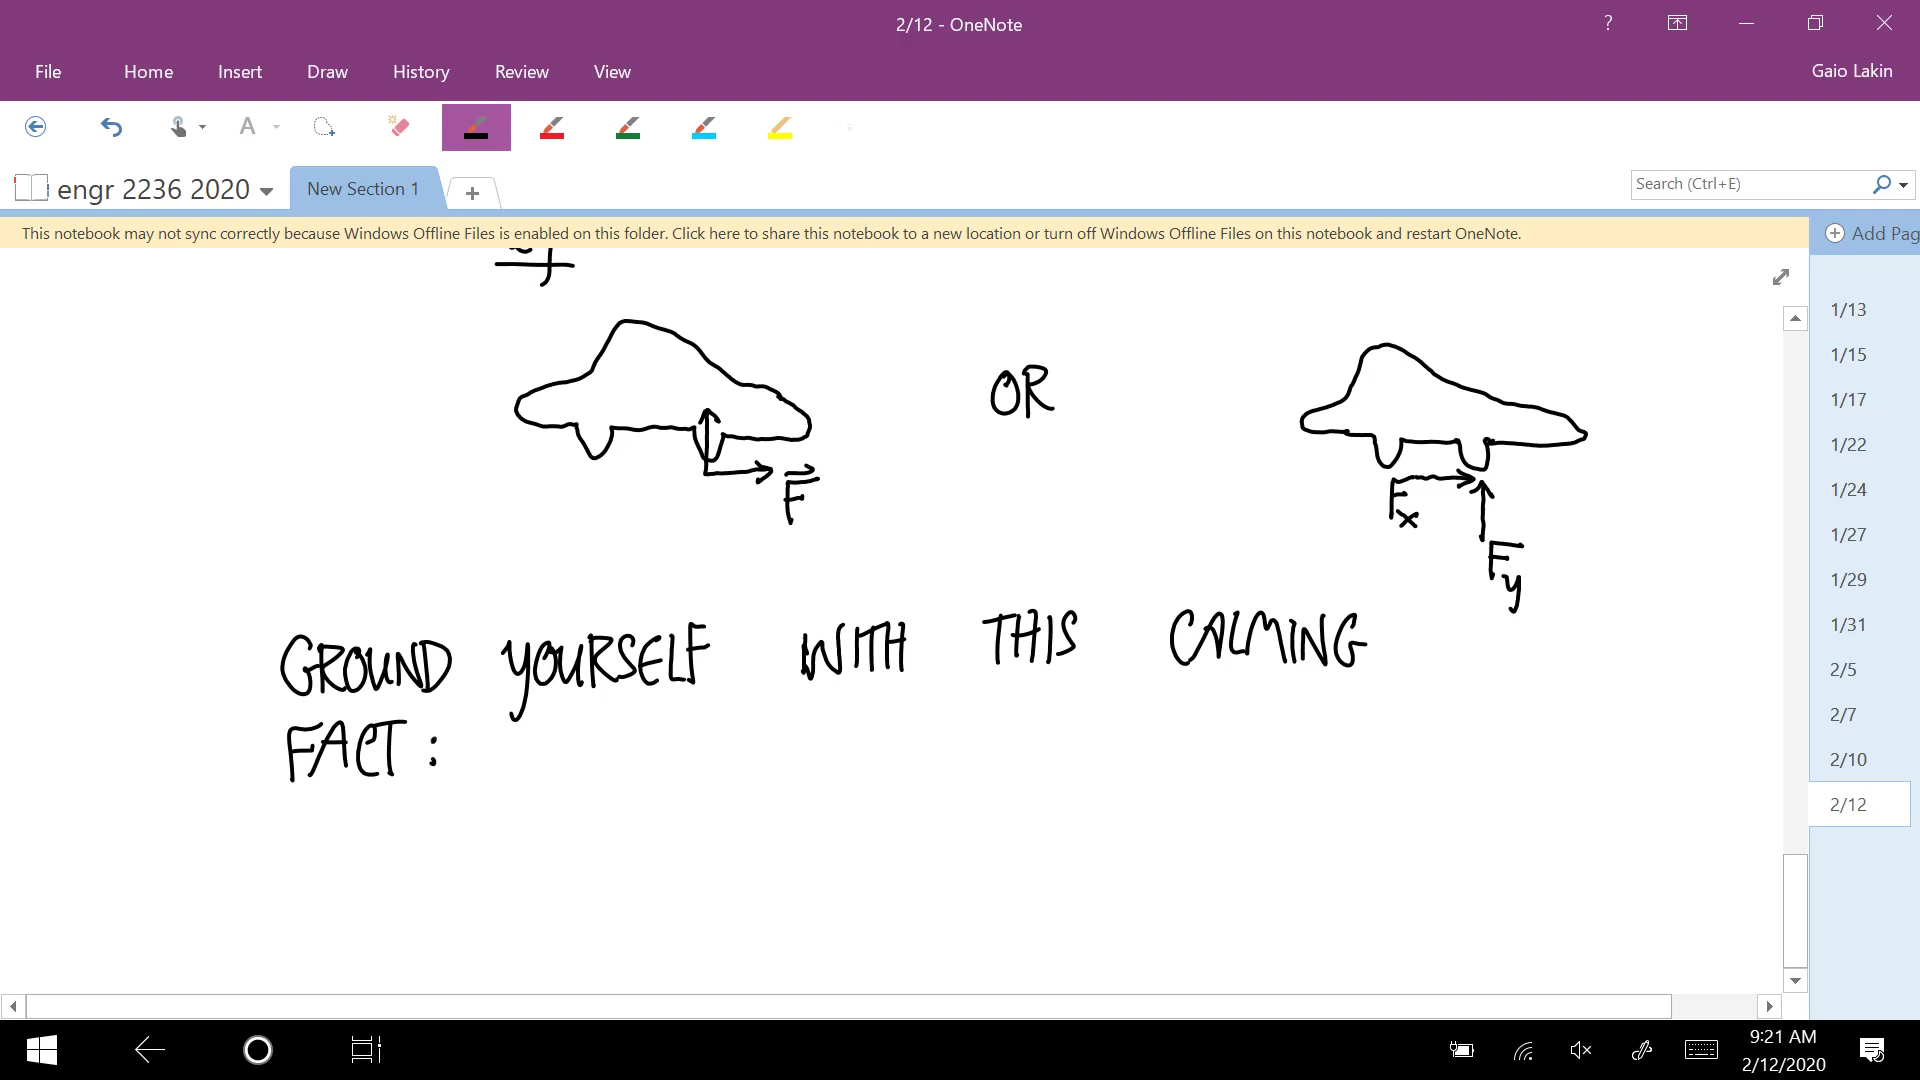 2/12 - OneNote
?
File Home Insert Draw History Review View
Gaio Lakin
A
engr 2236 2020
New Section 1
+
Search (Ctrl+E)
This notebook may not sync correctly because Windows Offline Files is enabled on this folder. Click here to share this notebook to a new location or turn off Windows Offline Files on this notebook and restart OneNote.
Add Pag
1/13
1/15
1/17
1/22
1/24
1/27
1/29
1/31
2/5
2/7
2/10
2/12
OR
F
Fx
Fy
GROUND YOURSELF WITH THIS CALMING
FACT:
9:21 AM
2/12/2020